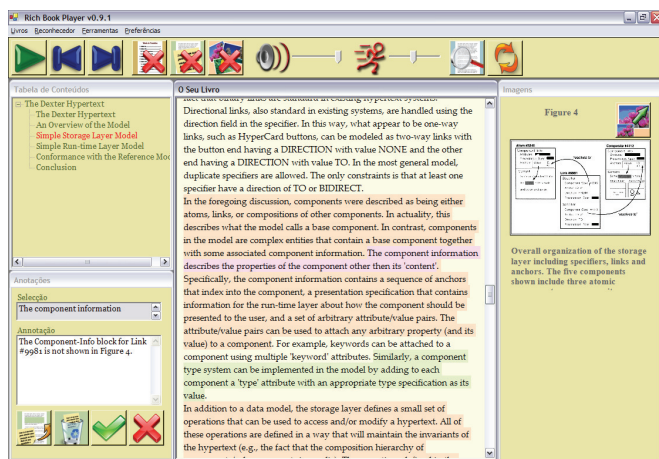 Rich Book Player v0.9.1
Livros Reconhecedor Ferramentas Preferências
Tabela de Conteúdos
The Dexter Hypertext
The Dexter Hypertext
An Overview of the Model
Simple Storage Layer Model
Simple Run-time Layer Model
Conformance with the Reference Moc
Conclusion
Anotações
Selecção
The component information
Annotação
The Component-Info block for Link
#9981 is not shown in Figure 4.
O Seu Livro
fact that binary links are standard in existing hypertext systems.
Directional links, also standard in existing systems, are handled using the
direction field in the specifier. In this way, what appear to be one-way
links, such as HyperCard buttons, can be modeled as two-way links with
the button end having a DIRECTION with value NONE and the other
end having a DIRECTION with value TO. In the most general model,
duplicate specifiers are allowed. The only constraints is that at least one
specifier have a direction of TO or BIDIRECT.
In the foregoing discussion, components were described as being either
atoms, links, or compositions of other components. In actuality, this
describes what the model calls a base component. In contrast, components
in the model are complex entities that contain a base component together
with some associated component information. The component information
describes the properties of the component other then its 'content'.
Specifically, the component information contains a sequence of anchors
that index into the component, a presentation specification that contains
information for the run-time layer about how the component should be
presented to the user, and a set of arbitrary attribute/value pairs. The
attribute/value pairs can be used to attach any arbitrary property (and its
value) to a component. For example, keywords can be attached to a
component using multiple 'keyword' attributes. Similarly, a component
type system can be implemented in the model by adding to each
component a 'type' attribute with an appropriate type specification as its
value.
In addition to a data model, the storage layer defines a small set of
operations that can be used to access and/or modify a hypertext. All of
these operations are defined in a way that will maintain the invariants of
the hypertext (e.g., the fact that the composition hierarchy of
Imagens
Figure 4
Overall organization of the storage
layer including specifiers, links and
anchors. The five components
shown include three atomic